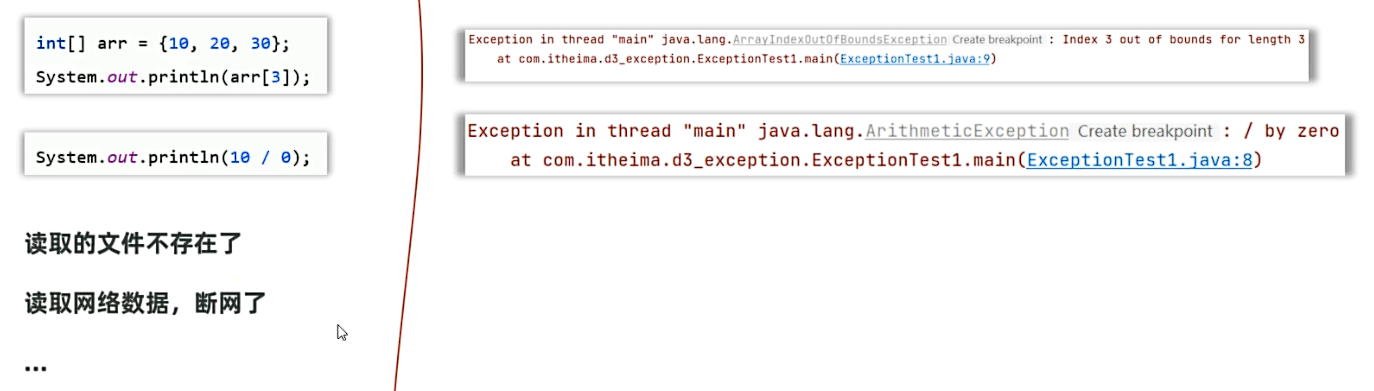 int[] arr = {10, 20, 30};
System.out.println(arr[3]);
Exception in thread "main" java.lang.ArrayIndexOutOfBoundsException Create breakpoint : Index 3 out of bounds for length 3
at com.itheima.d3_exception.ExceptionTest1.main(ExceptionTest1.java:9)
System.out.println(10 / 0);
Exception in thread "main" java.lang.ArithmeticException Create breakpoint : / by zero
at com.itheima.d3_exception.ExceptionTest1.main(ExceptionTest1.java:8)
读取的文件不存在了
读取网络数据，断网了
...